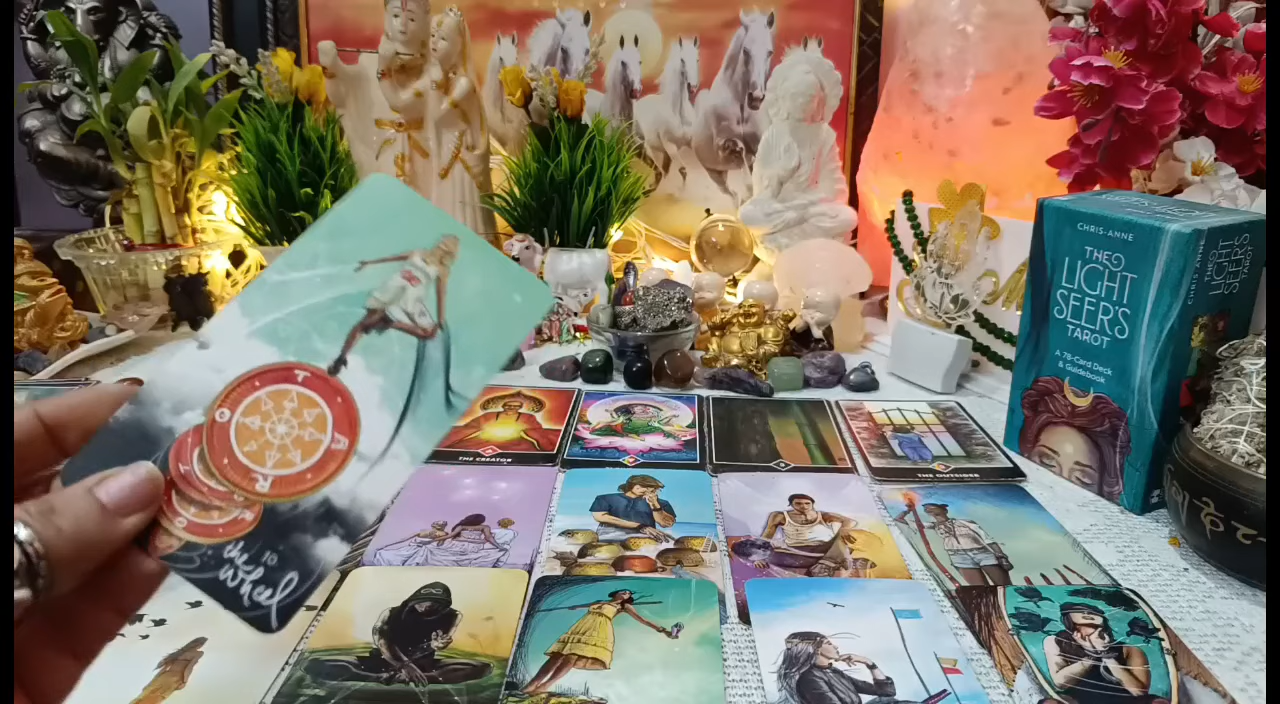 T
A
R
O
10
the Wheel
THE CREATOR
THE OUTSIDER
CHRIS-ANNE
THE
LIGHT
SEER'S
TAROT
A 78-Card Deck
& Guidebook
CHRIS-ANNE
THE
LIGHT
SEER'S
TAROT